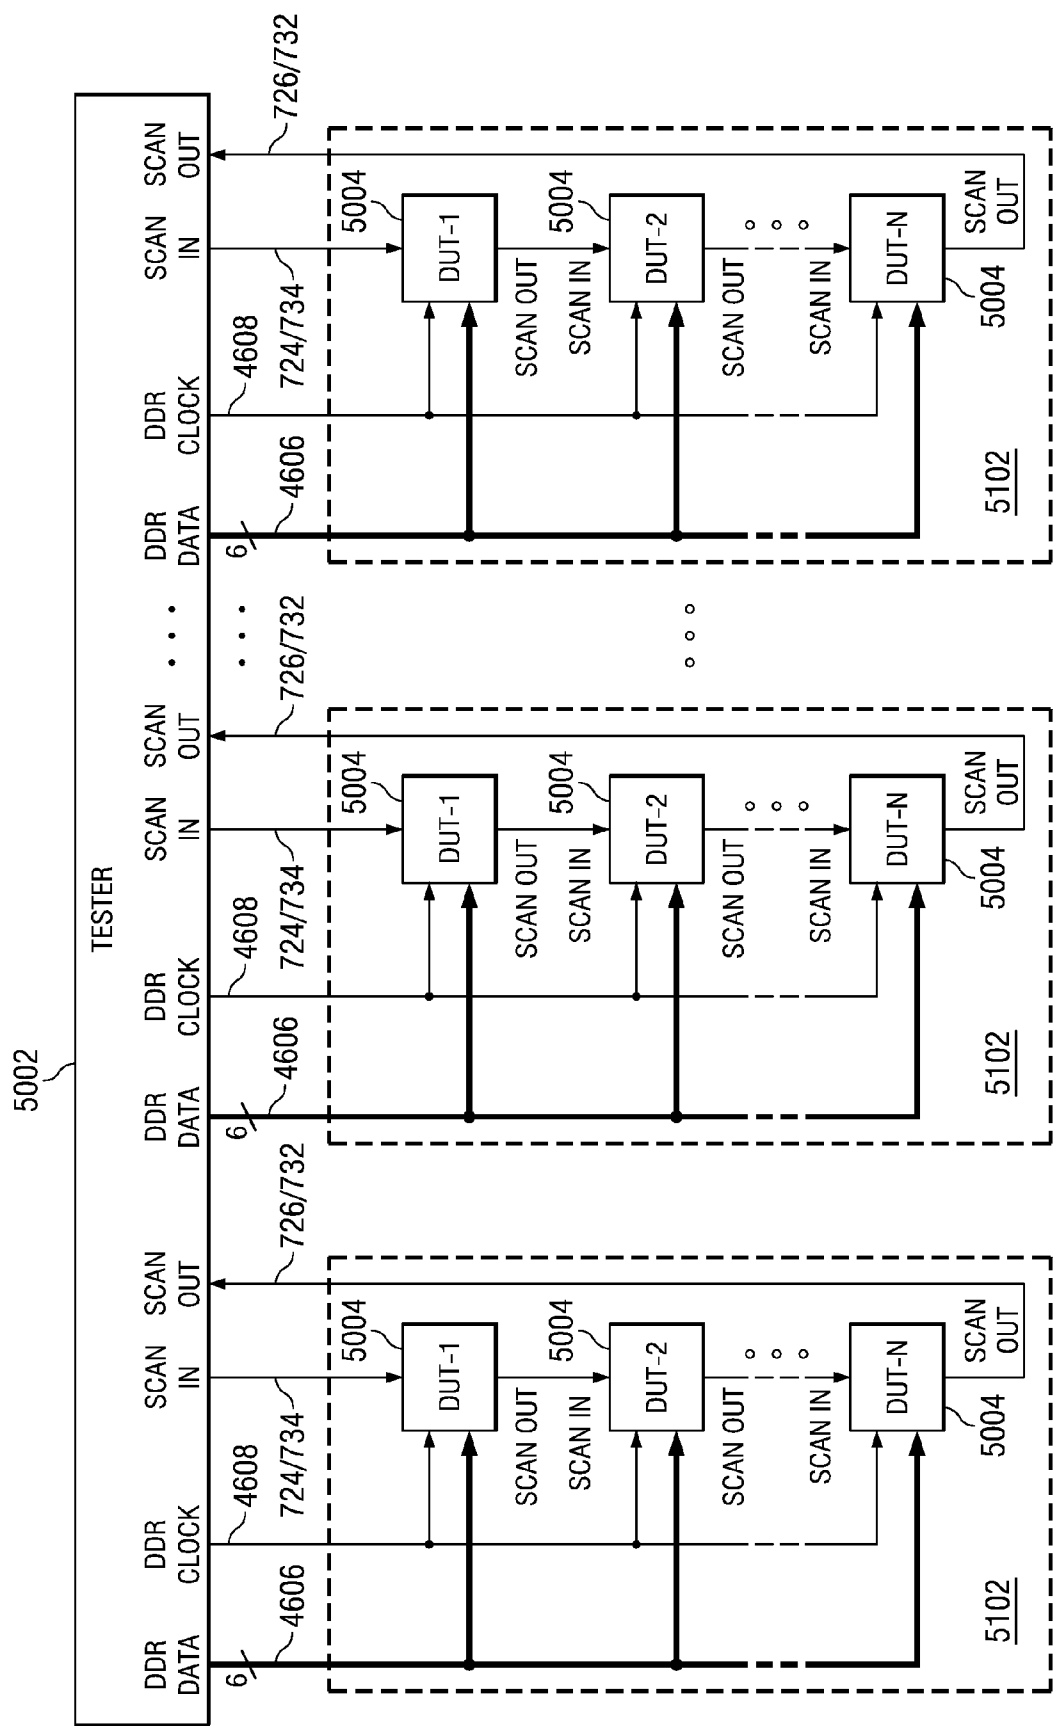 5002
TESTER
DDR
DATA
DDR
CLOCK
SCAN
IN
SCAN
OUT
DDR
DATA
DDR
CLOCK
SCAN
IN
SCAN
OUT
DDR
DATA
DDR
CLOCK
SCAN
IN
SCAN
OUT
6
4606
4608
724/734
726/732
6
4606
4608
724/734
726/732
6
4606
4608
724/734
726/732
5004
DUT-1
SCAN OUT
SCAN IN
5004
DUT-2
SCAN OUT
SCAN IN
DUT-N
5004
SCAN
OUT
5102
5004
DUT-1
SCAN OUT
SCAN IN
5004
DUT-2
SCAN OUT
SCAN IN
DUT-N
5004
SCAN
OUT
5102
5004
DUT-1
SCAN OUT
SCAN IN
5004
DUT-2
SCAN OUT
SCAN IN
DUT-N
5004
SCAN
OUT
5102